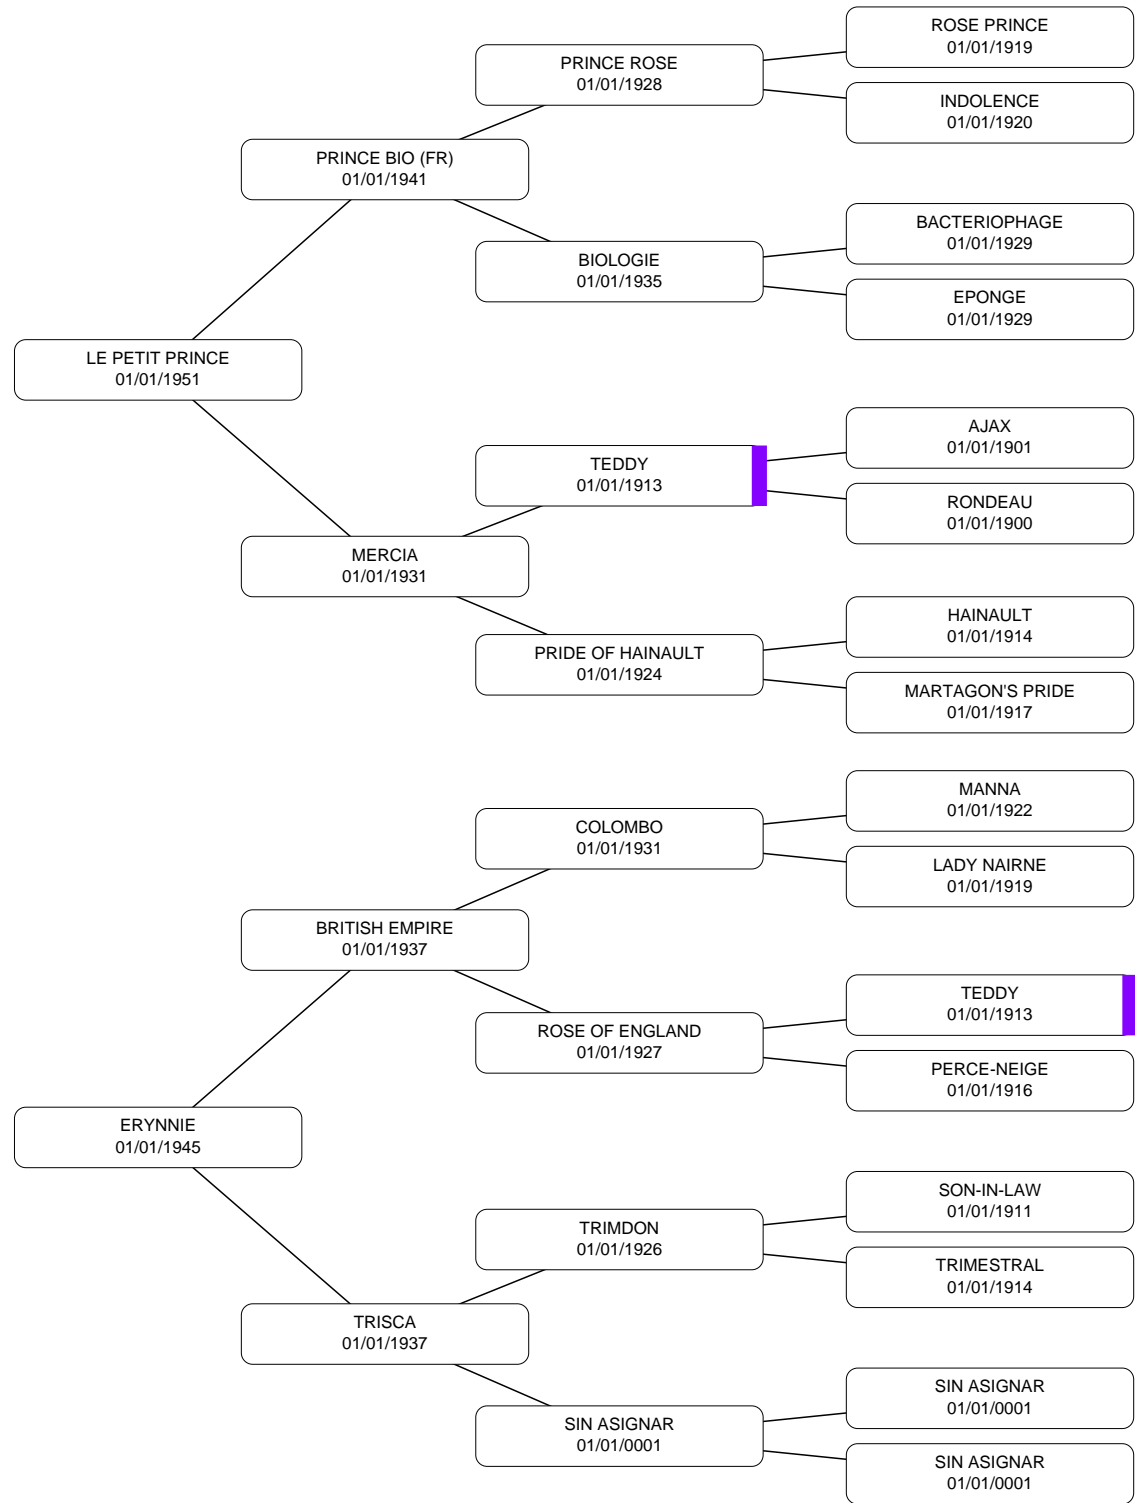 ROSE PRINCE
01/01/1919
PRINCE ROSE
01/01/1928
INDOLENCE
01/01/1920
PRINCE BIO (FR)
01/01/1941
BACTERIOPHAGE
01/01/1929
BIOLOGIE
01/01/1935
EPONGE
01/01/1929
LE PETIT PRINCE
01/01/1951
AJAX
01/01/1901
TEDDY
01/01/1913
RONDEAU
01/01/1900
MERCIA
01/01/1931
HAINAULT
01/01/1914
PRIDE OF HAINAULT
01/01/1924
MARTAGON'S PRIDE
01/01/1917
MANNA
01/01/1922
COLOMBO
01/01/1931
LADY NAIRNE
01/01/1919
BRITISH EMPIRE
01/01/1937
TEDDY
01/01/1913
ROSE OF ENGLAND
01/01/1927
PERCE-NEIGE
01/01/1916
ERYNNIE
01/01/1945
SON-IN-LAW
01/01/1911
TRIMDON
01/01/1926
TRIMESTRAL
01/01/1914
TRISCA
01/01/1937
SIN ASIGNAR
01/01/0001
SIN ASIGNAR
01/01/0001
SIN ASIGNAR
01/01/0001